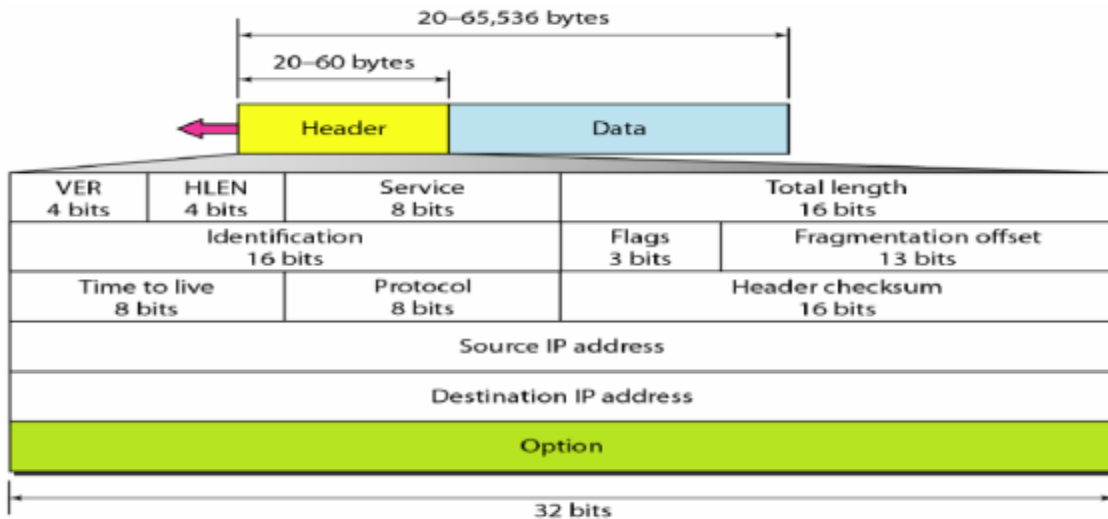 20–65,536 bytes
20–60 bytes
Header Data
VER HLEN Service Total length
4 bits 4 bits 8 bits 16 bits
Identification Flags Fragmentation offset
16 bits 3 bits 13 bits
Time to live Protocol Header checksum
8 bits 8 bits 16 bits
Source IP address
Destination IP address
Option
32 bits